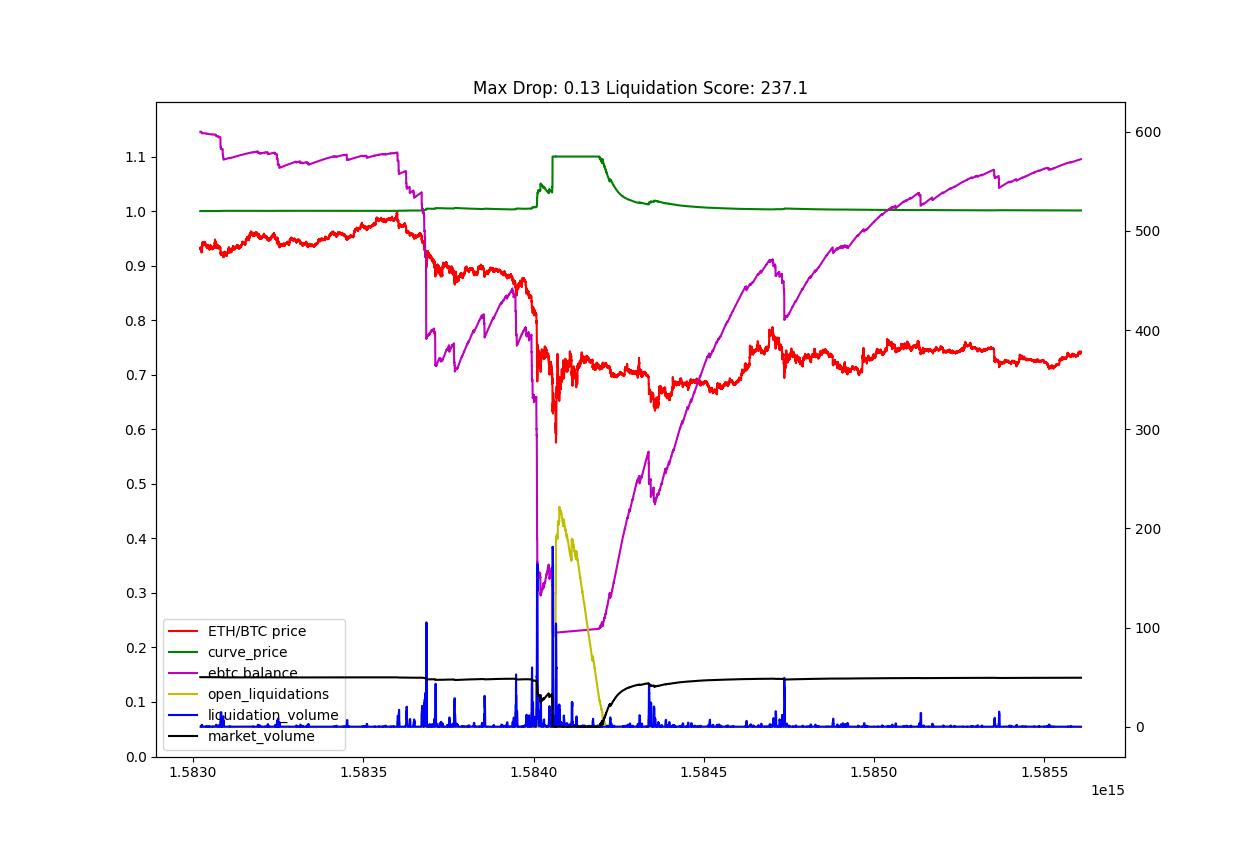 Max Drop: 0.13 Liquidation Score: 237.1
1.1
1.0
0.9
0.8
0.7
0.6
0.5
0.4
0.3
0.2
0.1
0.0
600
500
400
300
200
100
0
ETH/BTC price
curve_price
ebtc balance
open_liquidations
liquidation_volume
market_volume
1.5830 1.5835 1.5840 1.5845 1.5850 1.5855
1e15